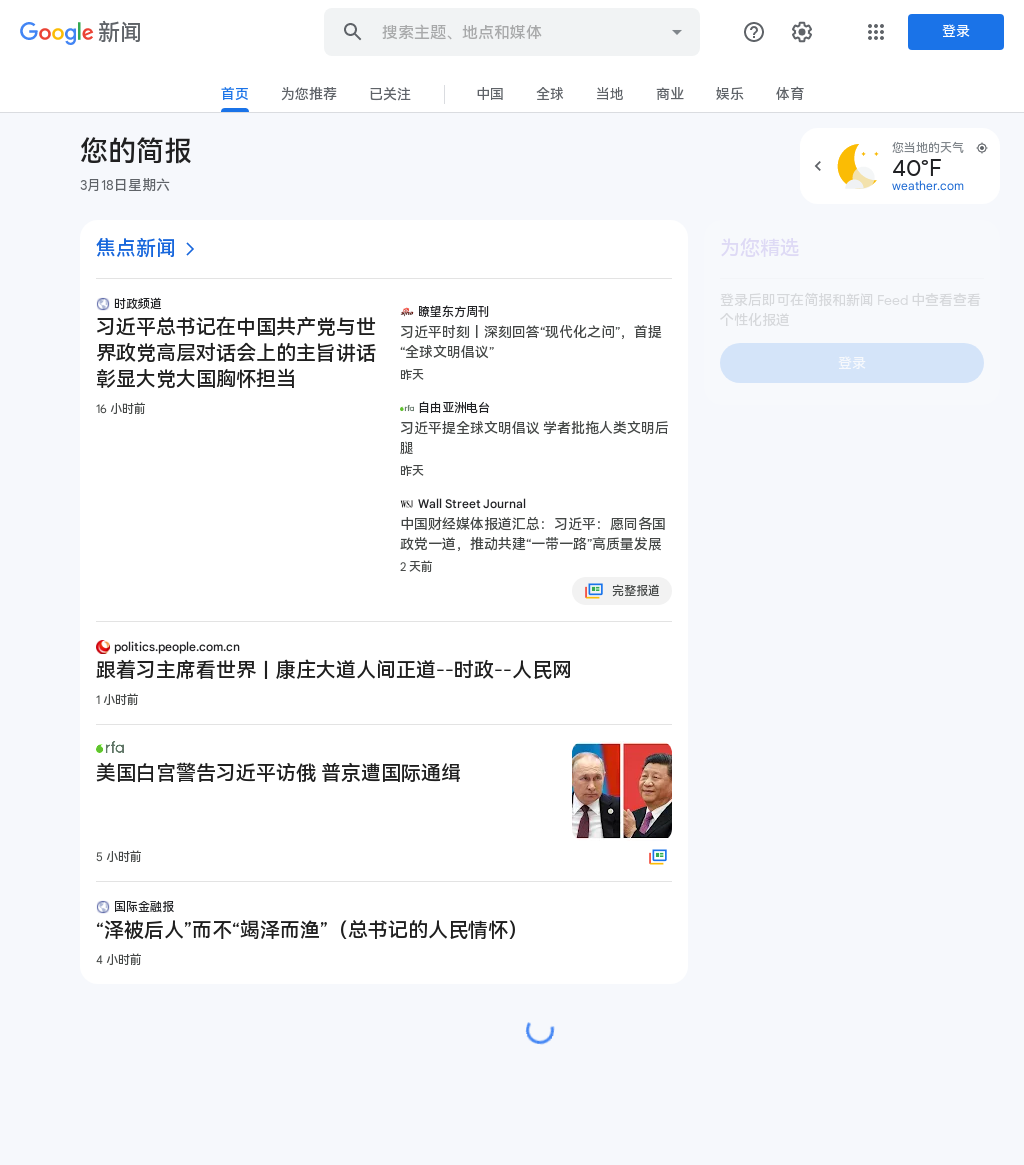 Google 新闻
搜索主题、地点和媒体
登录
首页
为您推荐
已关注
中国
全球
当地
商业
娱乐
体育
您的简报
3月18日星期六
您当地的天气
40°F
weather.com
焦点新闻
时政频道
习近平总书记在中国共产党与世
界政党高层对话会上的主旨讲话
彰显大党大国胸怀担当
16 小时前
瞭望东方周刊
习近平时刻丨深刻回答“现代化之问”，首提
“全球文明倡议”
昨天
rfa 自由亚洲电台
习近平提全球文明倡议 学者批拖人类文明后
腿
昨天
WSJ Wall Street Journal
中国财经媒体报道汇总：习近平：愿同各国
政党一道，推动共建“一带一路”高质量发展
2 天前
完整报道
politics.people.com.cn
跟着习主席看世界丨康庄大道人间正道--时政--人民网
1 小时前
rfa
美国白宫警告习近平访俄 普京遭国际通缉
5 小时前
国际金融报
“泽被后人”而不“竭泽而渔”（总书记的人民情怀）
4 小时前
为您精选
登录后即可在简报和新闻 Feed 中查看查看
个性化报道
登录